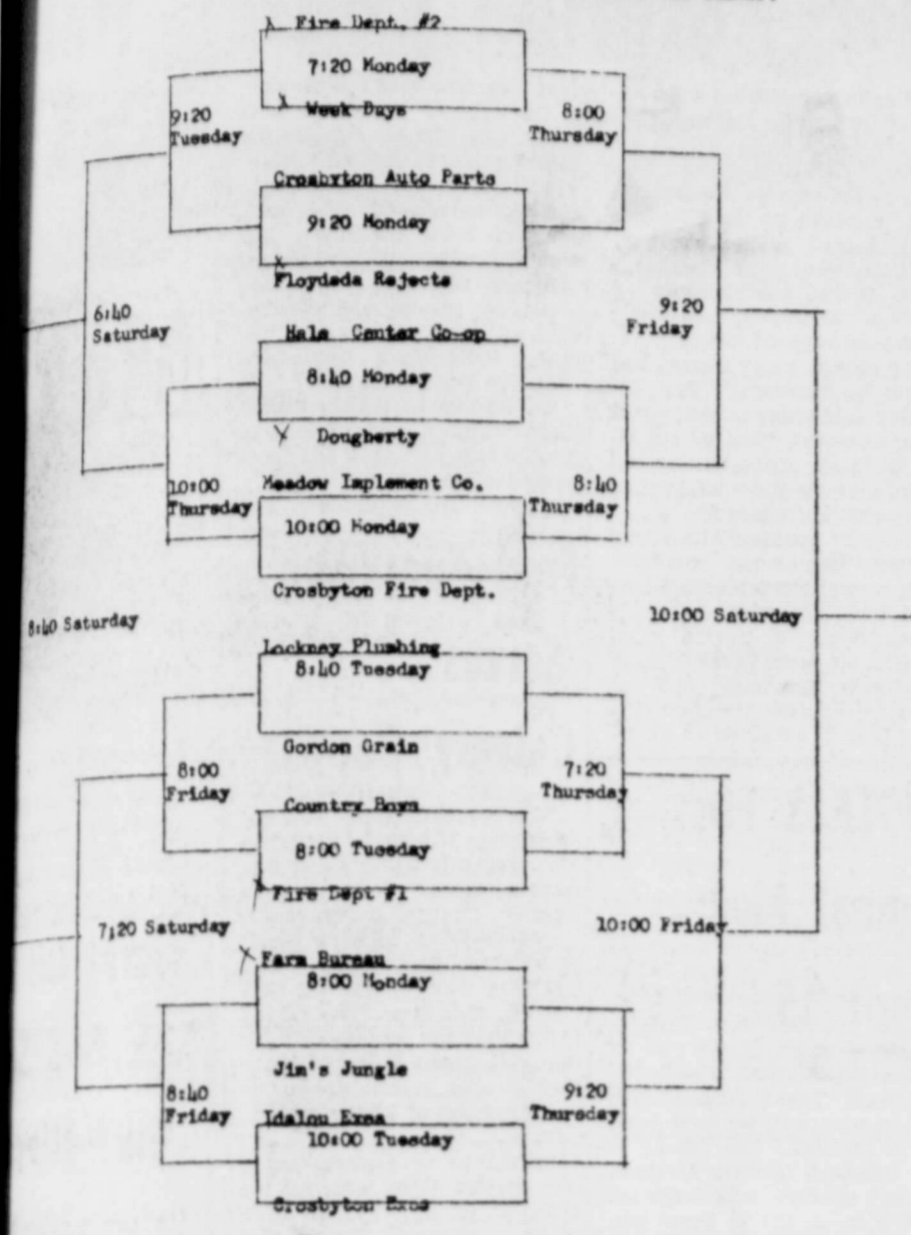 Fire Dept. #2
7:20 Monday
Week Days
9:20
Tuesday
8:00
Thursday
Crosbyton Auto Parts
9:20 Monday
Floydada Rejects
6:40
Saturday
9:20
Friday
Hale Center Co-op
8:40 Monday
Dougherty
10:00
Thursday
Meadow Implement Co.
8:40
Thursday
10:00 Monday
Crosbyton Fire Dept.
8:40 Saturday
10:00 Saturday
Lockney Plumbing
8:40 Tuesday
Gordon Grain
8:00
Friday
7:20
Thursday
Country Boys
8:00 Tuesday
Fire Dept #1
7:20 Saturday
10:00 Friday
Farm Bureau
8:00 Monday
Jim's Jungle
8:40
Friday
9:20
Thursday
Idalou Exes
10:00 Tuesday
Crosbyton Exes